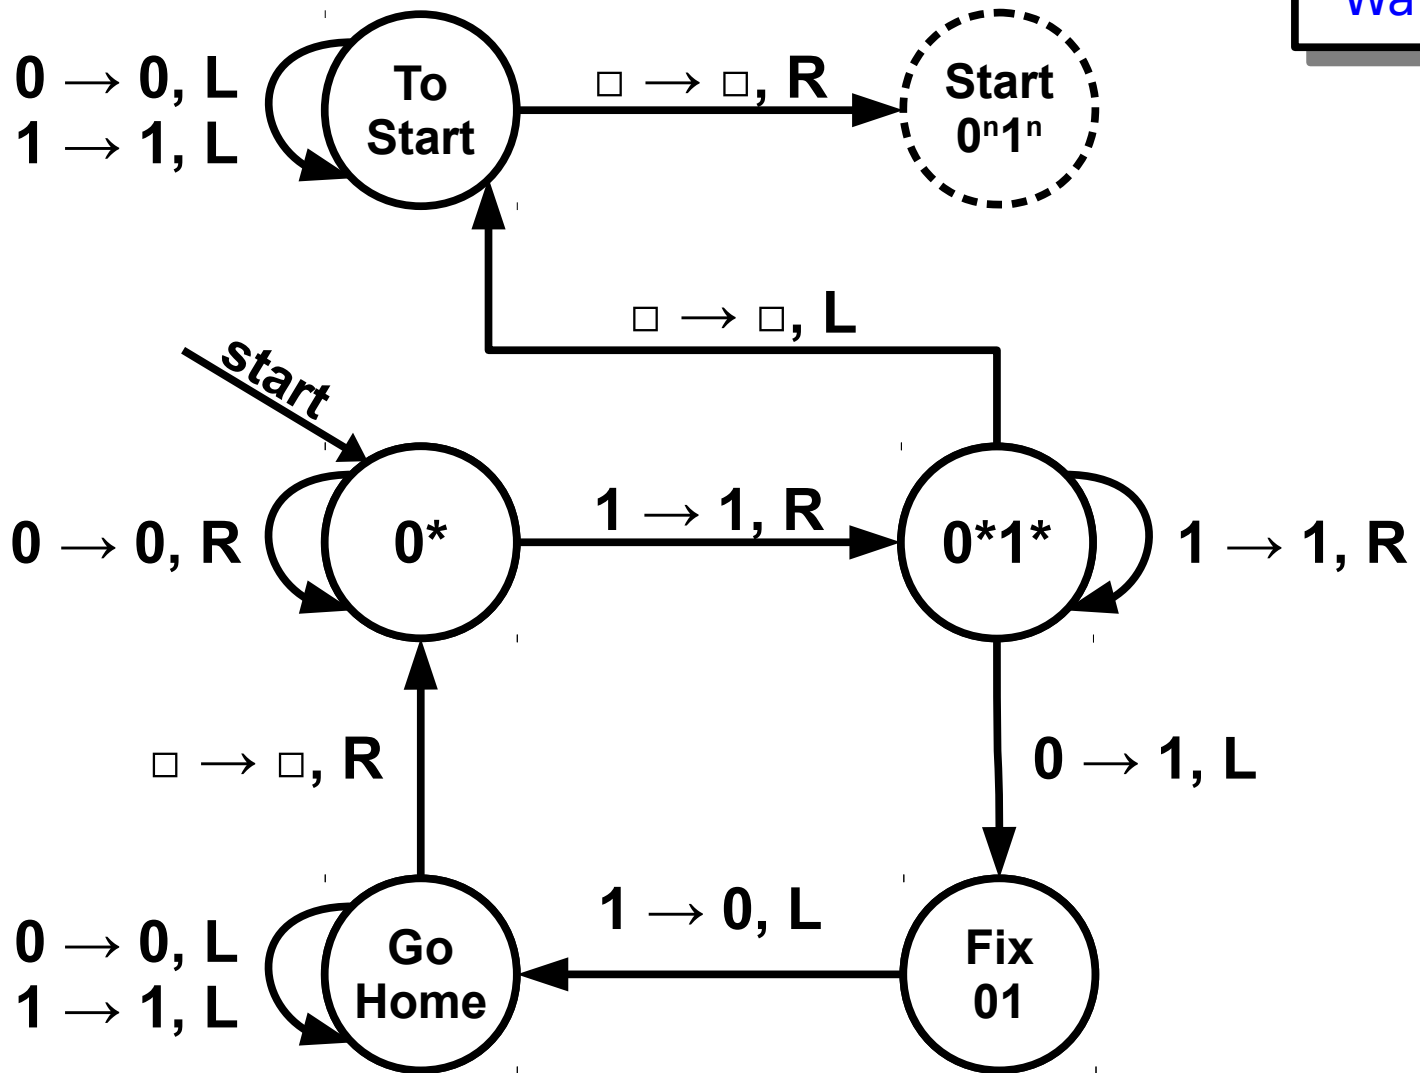 Wa
0 → 0, L
1 → 1, L
To
Start
□ → □, R
Start
0ⁿ1ⁿ
□ → □, L
start
0 → 0, R
0*
1 → 1, R
0*1*
1 → 1, R
□ → □, R
0 → 1, L
0 → 0, L
1 → 1, L
Go
Home
1 → 0, L
Fix
01